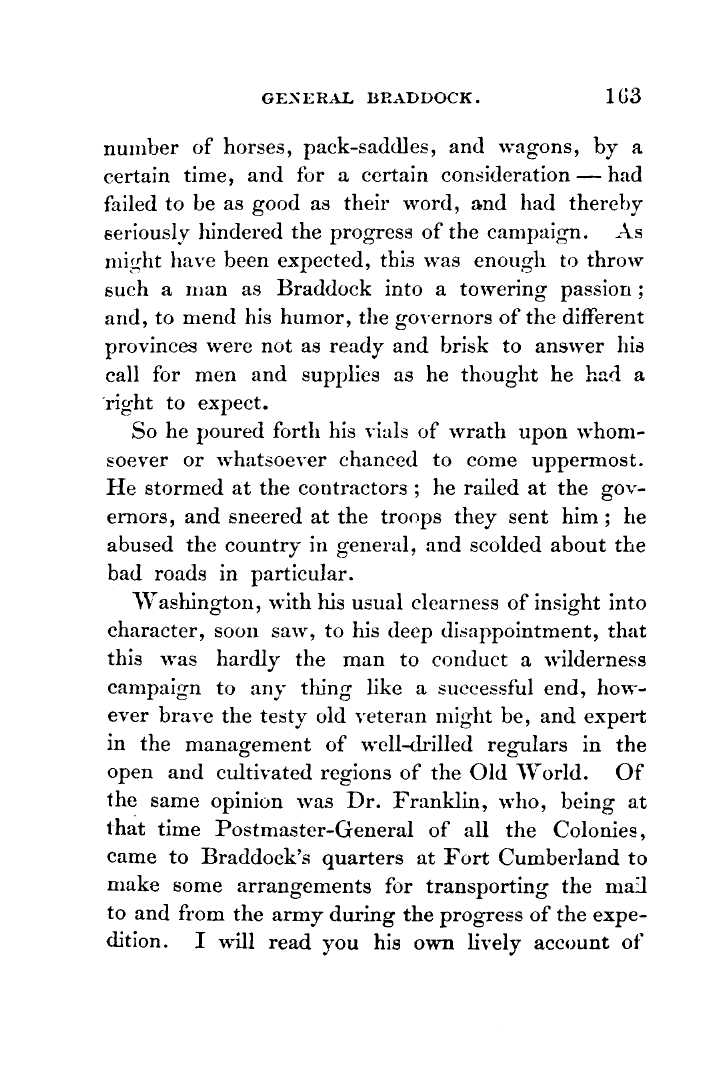 GENERAL BRADDOCK. 163
number of horses, pack-saddles, and wagons, by a
certain time, and for a certain consideration — had
failed to be as good as their word, and had thereby
seriously hindered the progress of the campaign. As
might have been expected, this was enough to throw
such a man as Braddock into a towering passion ;
and, to mend his humor, the governors of the different
provinces were not as ready and brisk to answer his
call for men and supplies as he thought he had a
right to expect.
So he poured forth his vials of wrath upon whom-
soever or whatsoever chanced to come uppermost.
He stormed at the contractors ; he railed at the gov-
ernors, and sneered at the troops they sent him ; he
abused the country in general, and scolded about the
bad roads in particular.
Washington, with his usual clearness of insight into
character, soon saw, to his deep disappointment, that
this was hardly the man to conduct a wilderness
campaign to any thing like a successful end, how-
ever brave the testy old veteran might be, and expert
in the management of well-drilled regulars in the
open and cultivated regions of the Old World. Of
the same opinion was Dr. Franklin, who, being at
that time Postmaster-General of all the Colonies,
came to Braddock's quarters at Fort Cumberland to
make some arrangements for transporting the mail
to and from the army during the progress of the expe-
dition. I will read you his own lively account of